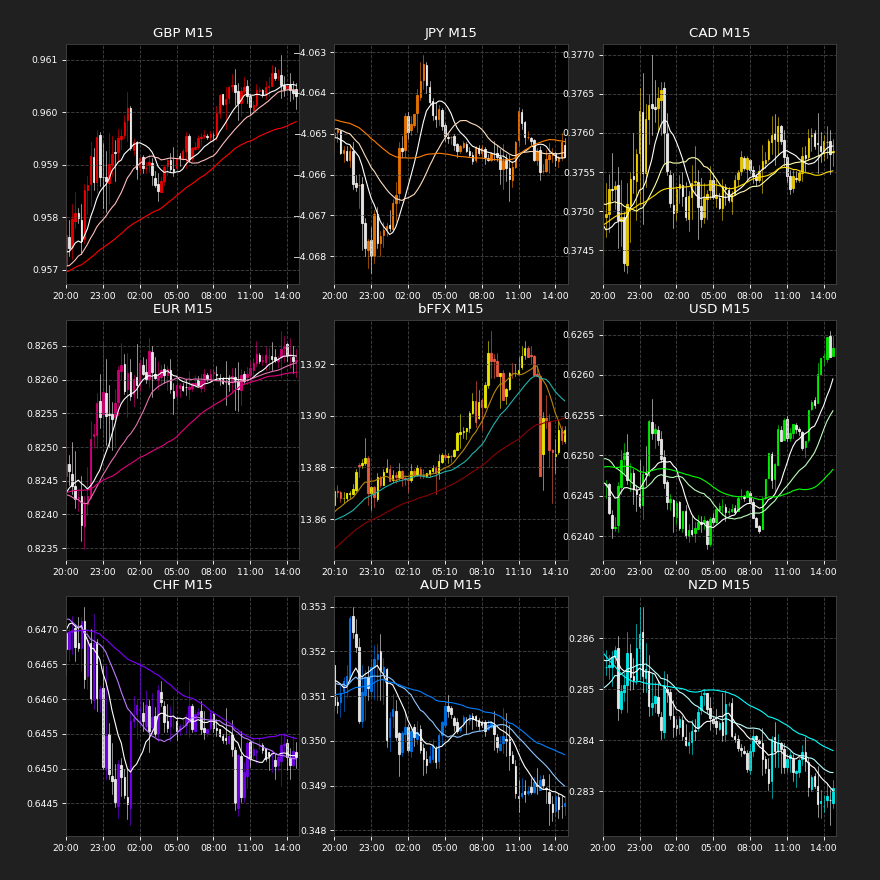 GBP M15
JPY M15
CAD M15
0.961
0.960
0.959
0.958
0.957
−4.063
−4.064
−4.065
−4.066
−4.067
−4.068
0.3770
0.3765
0.3760
0.3755
0.3750
0.3745
20:00 23:00 02:00 05:00 08:00 11:00 14:00
20:00 23:00 02:00 05:00 08:00 11:00 14:00
20:00 23:00 02:00 05:00 08:00 11:00 14:00
EUR M15
bFFX M15
USD M15
0.8265
0.8260
0.8255
0.8250
0.8245
0.8240
0.8235
13.92
13.90
13.88
13.86
0.6265
0.6260
0.6255
0.6250
0.6245
0.6240
20:00 23:00 02:00 05:00 08:00 11:00 14:00
20:10 23:10 02:10 05:10 08:10 11:10 14:10
20:00 23:00 02:00 05:00 08:00 11:00 14:00
CHF M15
AUD M15
NZD M15
0.6470
0.6465
0.6460
0.6455
0.6450
0.6445
0.353
0.352
0.351
0.350
0.349
0.348
0.286
0.285
0.284
0.283
20:00 23:00 02:00 05:00 08:00 11:00 14:00
20:00 23:00 02:00 05:00 08:00 11:00 14:00
20:00 23:00 02:00 05:00 08:00 11:00 14:00